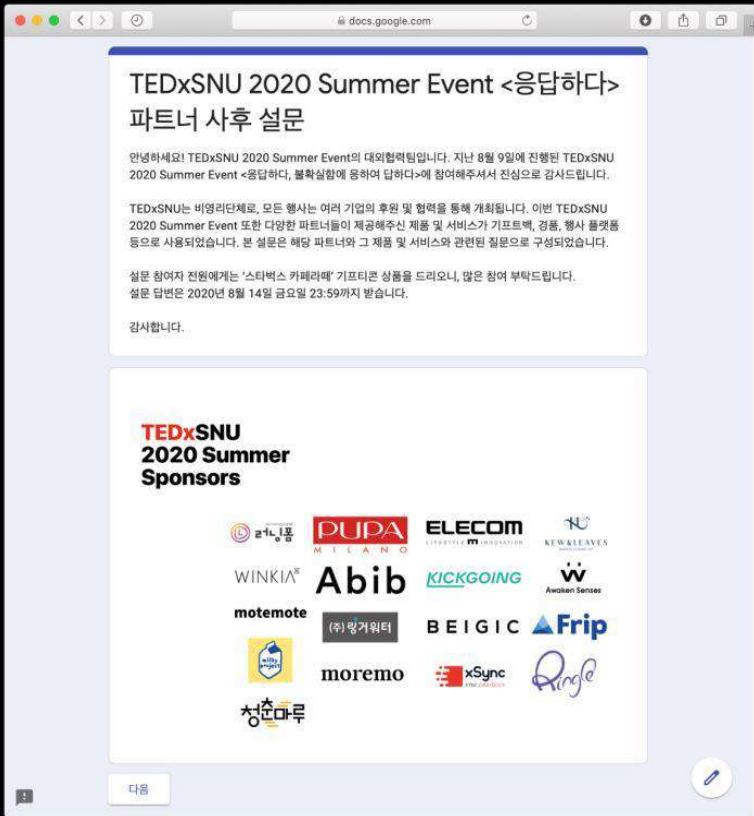 docs.google.com
TEDxSNU 2020 Summer Event <응답하다>
파트너 사후 설문
안녕하세요! TEDxSNU 2020 Summer Event의 대외협력팀입니다. 지난 8월 9일에 진행된 TEDxSNU
2020 Summer Event <응답하다, 불확실함에 응하여 답하다>에 참여해주셔서 진심으로 감사드립니다.
TEDxSNU는 비영리단체로, 모든 행사는 여러 기업의 후원 및 협력을 통해 개최됩니다. 이번 TEDxSNU
2020 Summer Event 또한 다양한 파트너들이 제공해주신 제품 및 서비스가 기프트백, 경품, 행사 플랫폼
등으로 사용되었습니다. 본 설문은 해당 파트너와 그 제품 및 서비스와 관련된 질문으로 구성되었습니다.
설문 참여자 전원에게는 '스타벅스 카페라떼' 기프티콘 상품을 드리오니, 많은 참여 부탁드립니다.
설문 답변은 2020년 8월 14일 금요일 23:59까지 받습니다.
감사합니다.
TEDxSNU
2020 Summer
Sponsors
러닝폼 PUPA MILANO ELECOM LIFESTYLE INNOVATION KEW&LEAVES
WINKIA Abib KICKGOING Awaken Senses
motemote (주)링거워터 BEIGIC Frip
milky project moremo xSync Ringle
청춘마루
다음